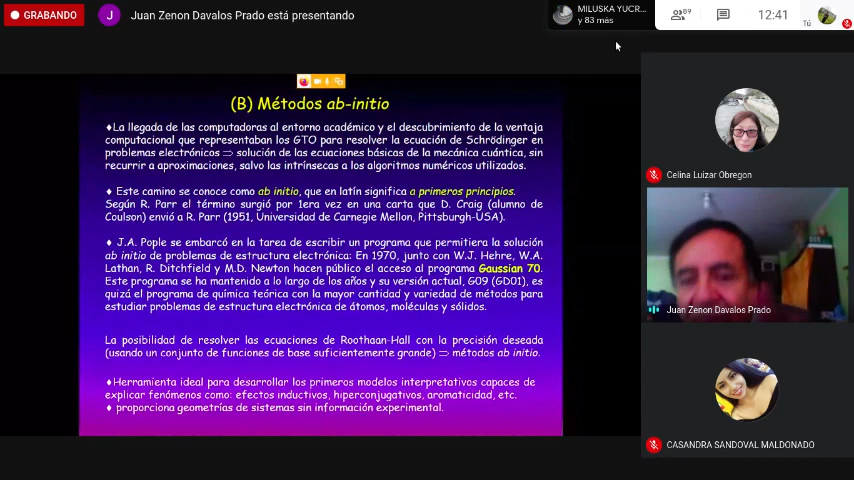 GRABANDO
J
Juan Zenon Davalos Prado está presentando
MILUSKA YUCR...
y 83 más
89
12:41
Tú
(B) Métodos ab-initio
♦La llegada de las computadoras al entorno académico y el descubrimiento de la ventaja
computacional que representaban los GTO para resolver la ecuación de Schrödinger en
problemas electrónicos ⇒ solución de las ecuaciones básicas de la mecánica cuántica, sin
recurrir a aproximaciones, salvo las intrínsecas a los algoritmos numéricos utilizados.
♦ Este camino se conoce como ab initio, que en latín significa a primeros principios.
Según R. Parr el término surgió por 1era vez en una carta que D. Craig (alumno de
Coulson) envió a R. Parr (1951, Universidad de Carnegie Mellon, Pittsburgh-USA).
♦ J.A. Pople se embarcó en la tarea de escribir un programa que permitiera la solución
ab initio de problemas de estructura electrónica: En 1970, junto con W.J. Hehre, W.A.
Lathan, R. Ditchfield y M.D. Newton hacen público el acceso al programa Gaussian 70.
Este programa se ha mantenido a lo largo de los años y su versión actual, G09 (GD01), es
quizá el programa de química teórica con la mayor cantidad y variedad de métodos para
estudiar problemas de estructura electrónica de átomos, moléculas y sólidos.
La posibilidad de resolver las ecuaciones de Roothaan-Hall con la precisión deseada
(usando un conjunto de funciones de base suficientemente grande) ⇒ métodos ab initio.
♦Herramienta ideal para desarrollar los primeros modelos interpretativos capaces de
explicar fenómenos como: efectos inductivos, hiperconjugativos, aromaticidad, etc.
♦ proporciona geometrías de sistemas sin información experimental.
Celina Luizar Obregon
Juan Zenon Davalos Prado
CASANDRA SANDOVAL MALDONADO